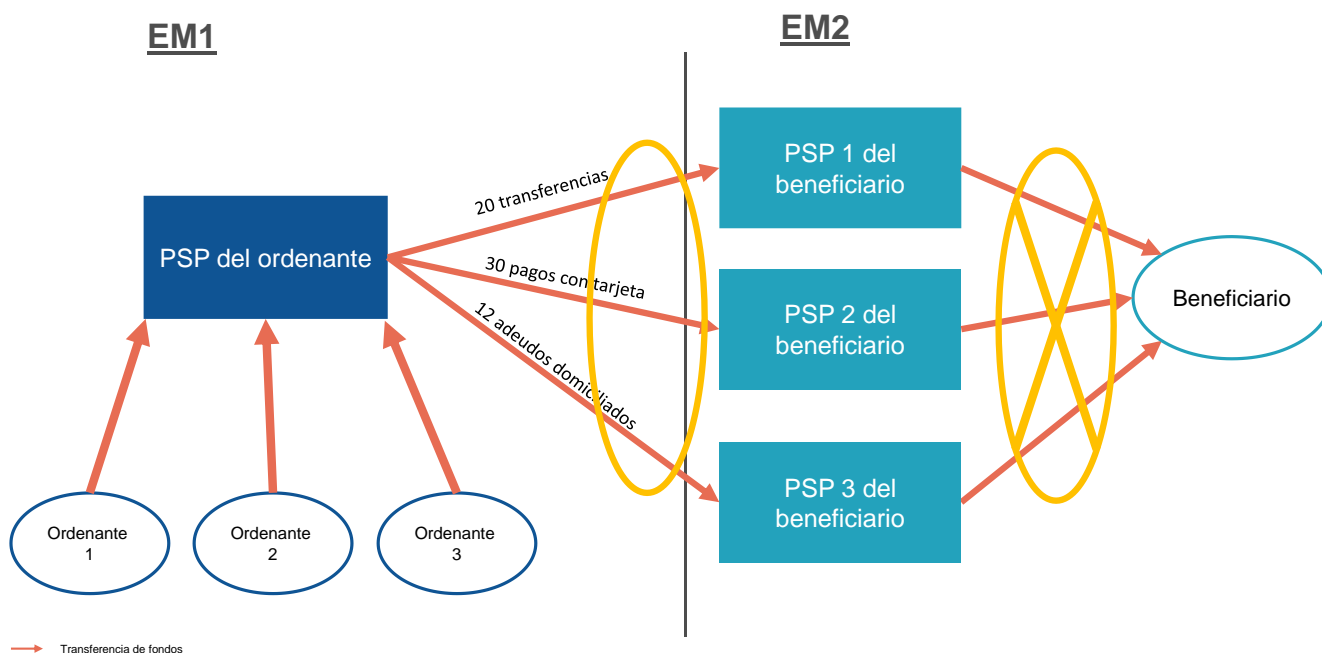 EM1
EM2
PSP del ordenante
20 transferencias
30 pagos con tarjeta
12 adeudos domiciliados
PSP 1 del
beneficiario
PSP 2 del
beneficiario
PSP 3 del
beneficiario
Beneficiario
Ordenante
1
Ordenante
2
Ordenante
3
Transferencia de fondos